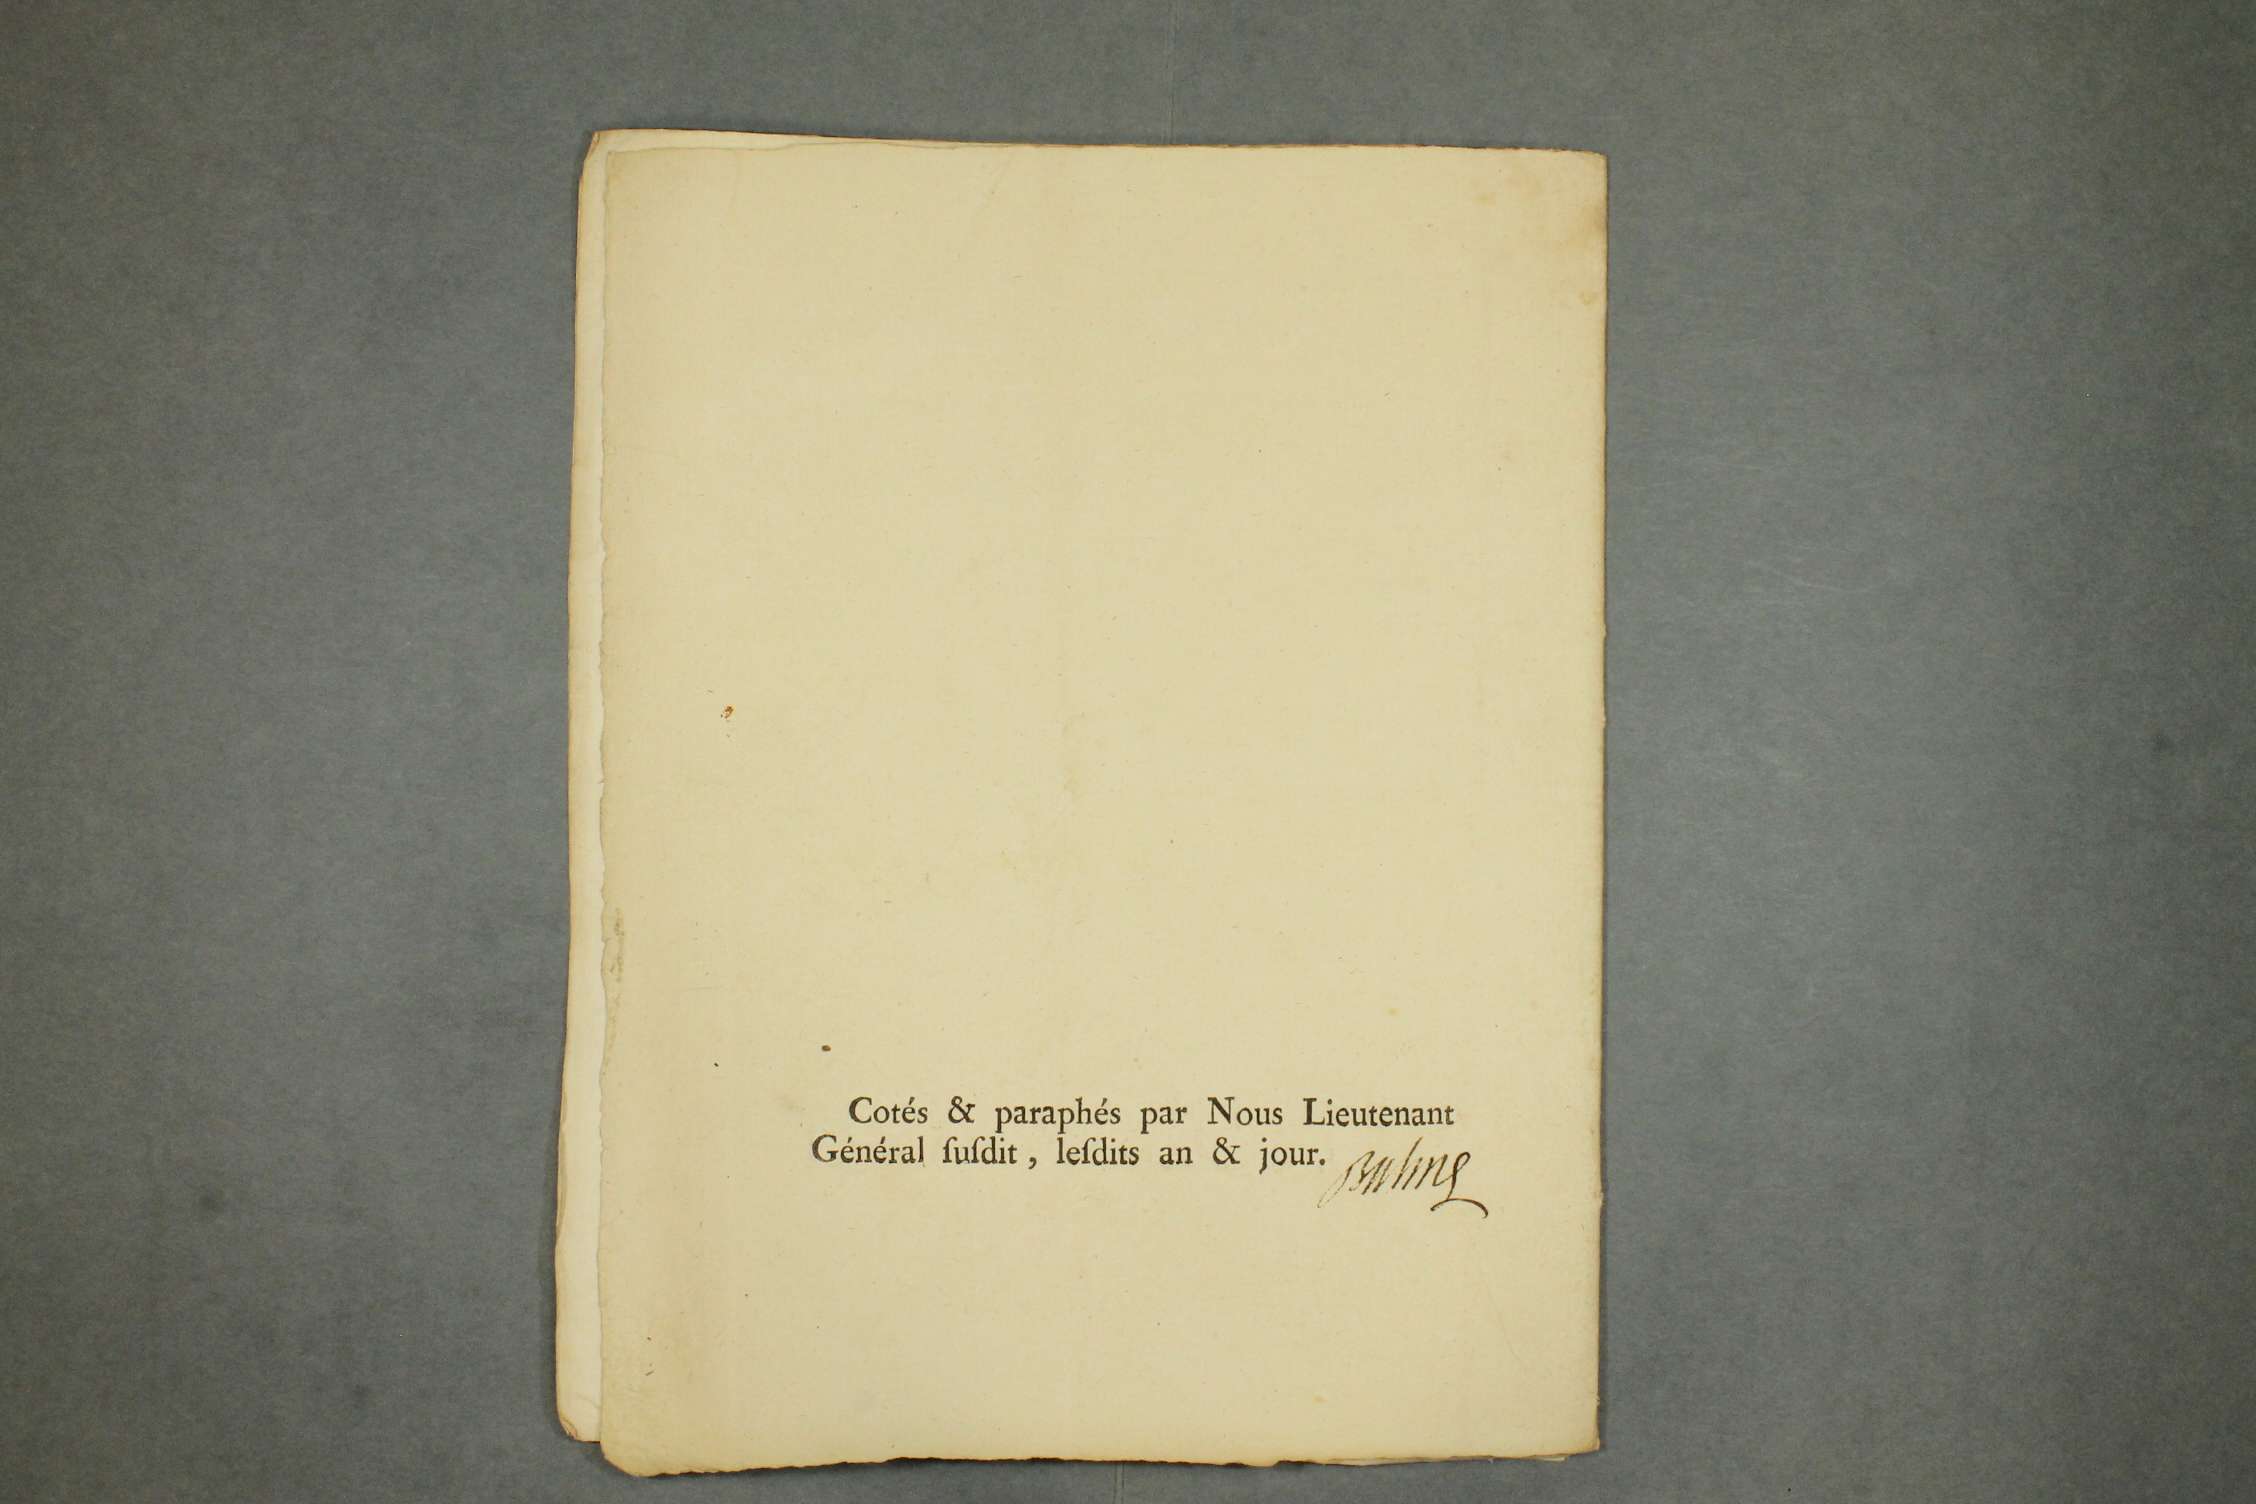 Cotés & paraphés par Nous Lieutenant
Général ſuſdit, leſdits an & jour.